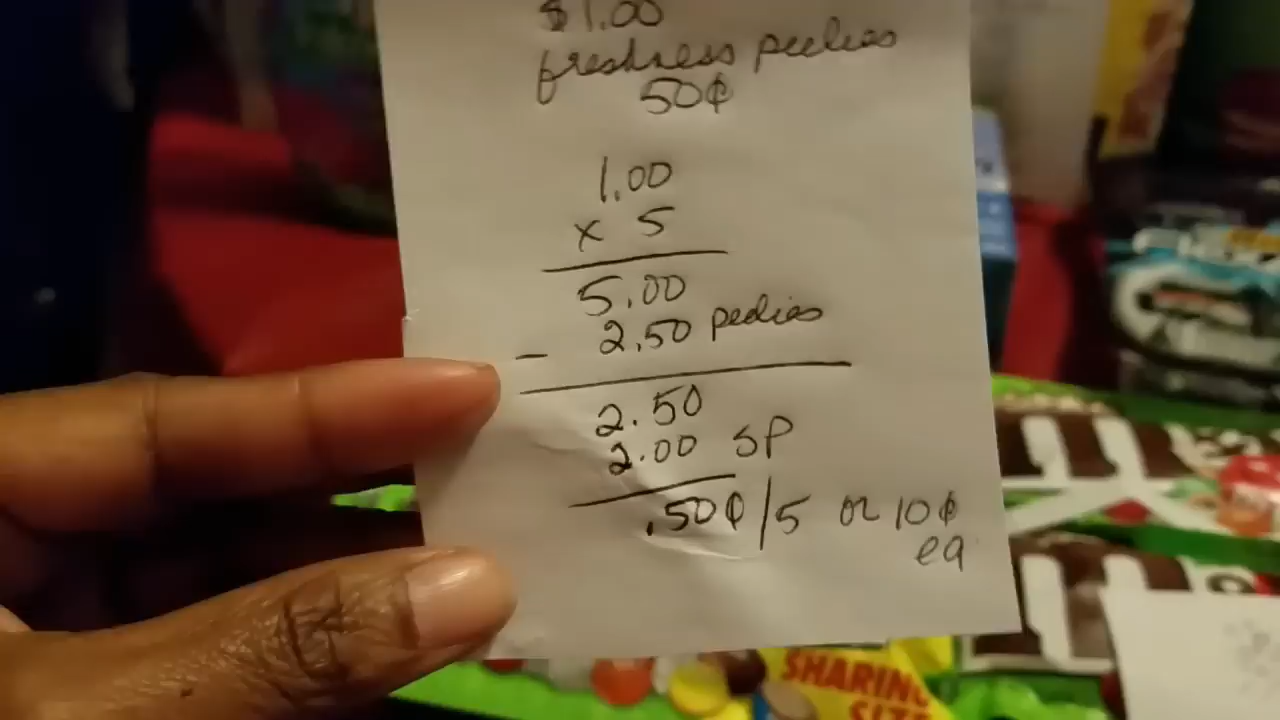 $1.00
freshness peelies
50¢
1.00
x 5
5.00
- 2.50 peelies
2.50
2.00 SP
.50¢/5 or 10¢
ea
SHARING
SIZE